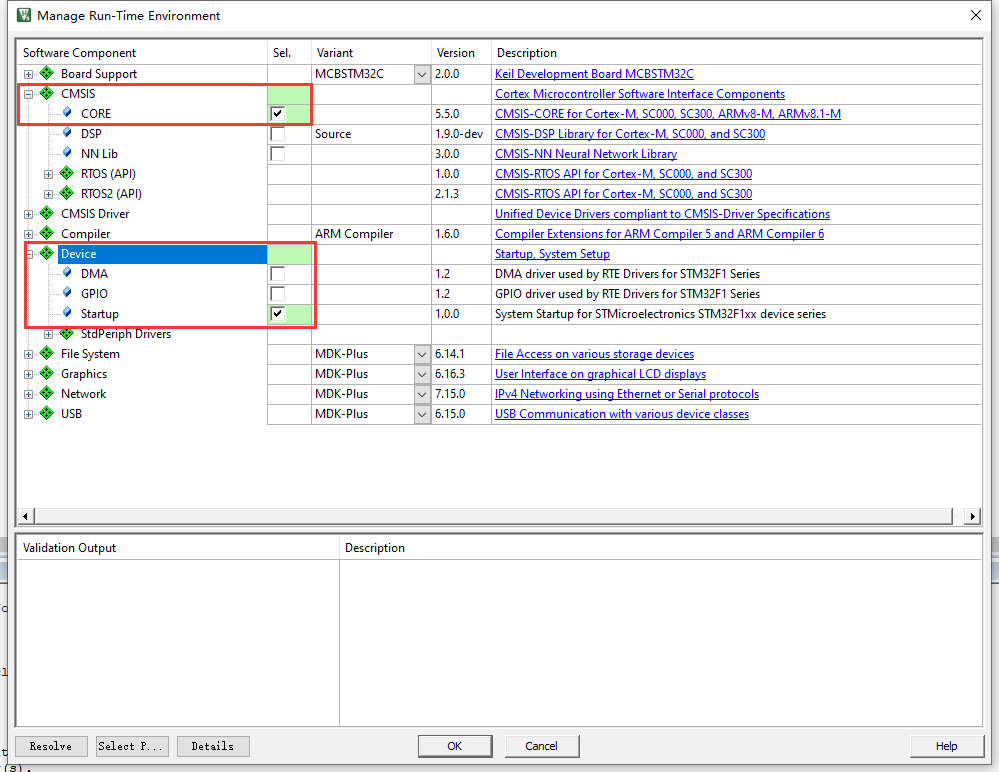 Manage Run-Time Environment
Software Component Sel. Variant Version Description
Board Support MCBSTM32C 2.0.0 Keil Development Board MCBSTM32C
CMSIS Cortex Microcontroller Software Interface Components
CORE 5.5.0 CMSIS-CORE for Cortex-M, SC000, SC300, ARMv8-M, ARMv8.1-M
DSP Source 1.9.0-dev CMSIS-DSP Library for Cortex-M, SC000, and SC300
NN Lib 3.0.0 CMSIS-NN Neural Network Library
RTOS (API) 1.0.0 CMSIS-RTOS API for Cortex-M, SC000, and SC300
RTOS2 (API) 2.1.3 CMSIS-RTOS API for Cortex-M, SC000, and SC300
CMSIS Driver Unified Device Drivers compliant to CMSIS-Driver Specifications
Compiler ARM Compiler 1.6.0 Compiler Extensions for ARM Compiler 5 and ARM Compiler 6
Device Startup, System Setup
DMA 1.2 DMA driver used by RTE Drivers for STM32F1 Series
GPIO 1.2 GPIO driver used by RTE Drivers for STM32F1 Series
Startup 1.0.0 System Startup for STMicroelectronics STM32F1xx device series
StdPeriph Drivers
File System MDK-Plus 6.14.1 File Access on various storage devices
Graphics MDK-Plus 6.16.3 User Interface on graphical LCD displays
Network MDK-Plus 7.15.0 IPv4 Networking using Ethernet or Serial protocols
USB MDK-Plus 6.15.0 USB Communication with various device classes
Validation Output Description
Resolve Select P... Details OK Cancel Help
(s).